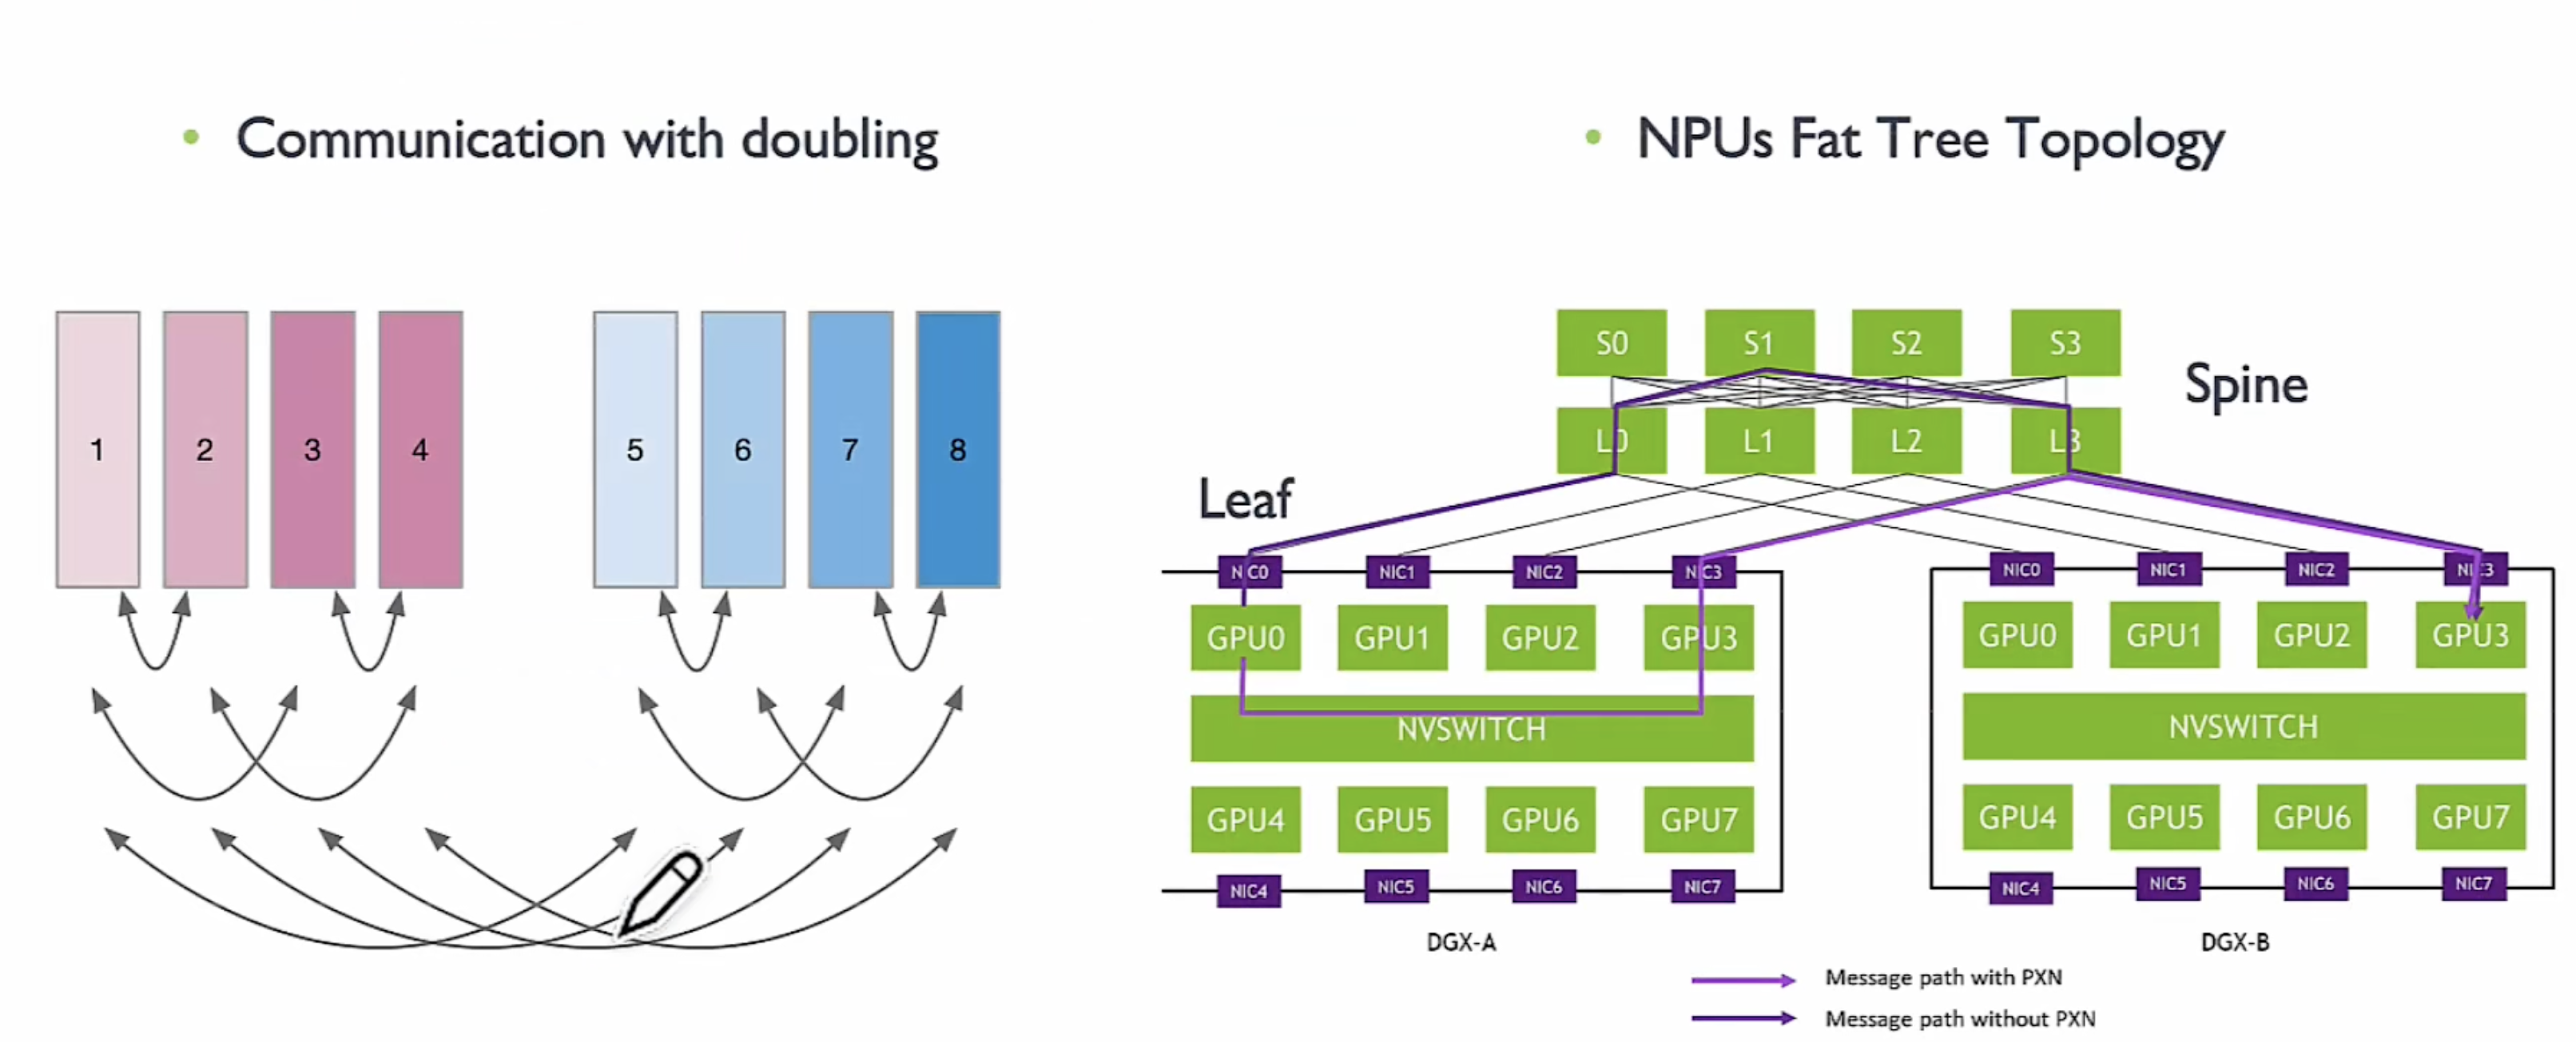 • Communication with doubling
1 2 3 4 5 6 7 8
• NPUs Fat Tree Topology
S0 S1 S2 S3
Spine
L0 L1 L2 L3
Leaf
NIC0 NIC1 NIC2 NIC3
GPU0 GPU1 GPU2 GPU3
NVSWITCH
GPU4 GPU5 GPU6 GPU7
NIC4 NIC5 NIC6 NIC7
DGX-A
NIC0 NIC1 NIC2 NIC3
GPU0 GPU1 GPU2 GPU3
NVSWITCH
GPU4 GPU5 GPU6 GPU7
NIC4 NIC5 NIC6 NIC7
DGX-B
Message path with PXN
Message path without PXN